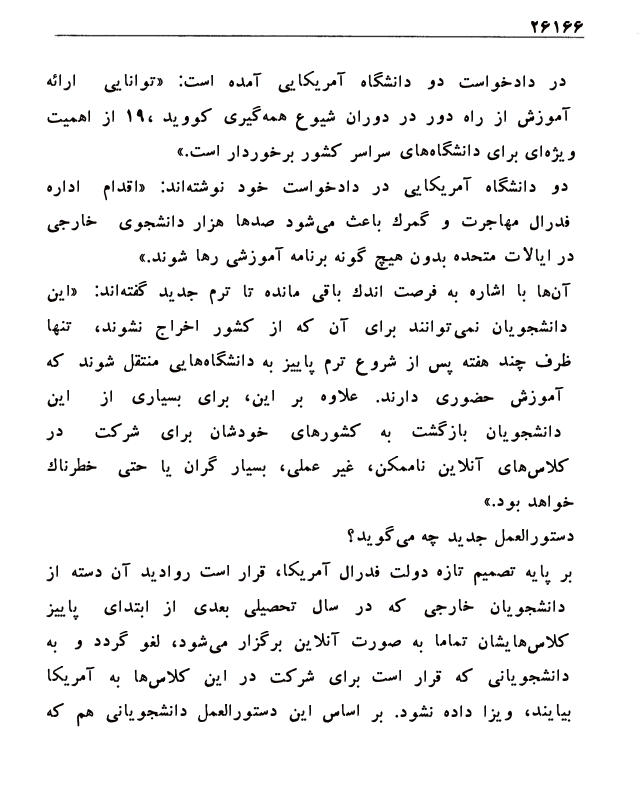 ۲۶۱۶۶
در دادخواست دو دانشگاه آمریکایی آمده است: «توانایی ارائه
آموزش از راه دور در دوران شیوع همه‌گیری کووید ،۱۹ از اهمیت
ویژه‌ای برای دانشگاه‌های سراسر کشور برخوردار است.»
دو دانشگاه آمریکایی در دادخواست خود نوشته‌اند: «اقدام اداره
فدرال مهاجرت و گمرك باعث می‌شود صدها هزار دانشجوی خارجی
در ایالات متحده بدون هیچ گونه برنامه آموزشی رها شوند.»
آن‌ها با اشاره به فرصت اندك باقی مانده تا ترم جدید گفته‌اند: «این
دانشجویان نمی‌توانند برای آن که از کشور اخراج نشوند، تنها
ظرف چند هفته پس از شروع ترم پاییز به دانشگاه‌هایی منتقل شوند که
آموزش حضوری دارند. علاوه بر این، برای بسیاری از این
دانشجویان بازگشت به کشورهای خودشان برای شرکت در
کلاس‌های آنلاین ناممکن، غیر عملی، بسیار گران یا حتی خطرناك
خواهد بود.»
دستورالعمل جدید چه می‌گوید؟
بر پایه تصمیم تازه دولت فدرال آمریکا، قرار است روادید آن دسته از
دانشجویان خارجی که در سال تحصیلی بعدی از ابتدای پاییز
کلاس‌هایشان تماما به صورت آنلاین برگزار می‌شود، لغو گردد و به
دانشجویانی که قرار است برای شرکت در این کلاس‌ها به آمریکا
بیایند، ویزا داده نشود. بر اساس این دستورالعمل دانشجویانی هم که